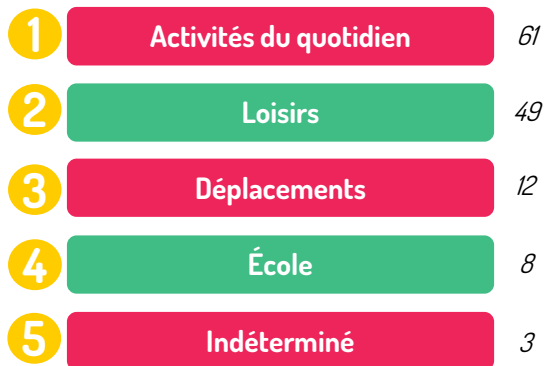 1 Activités du quotidien 61
2 Loisirs 49
3 Déplacements 12
4 École 8
5 Indéterminé 3